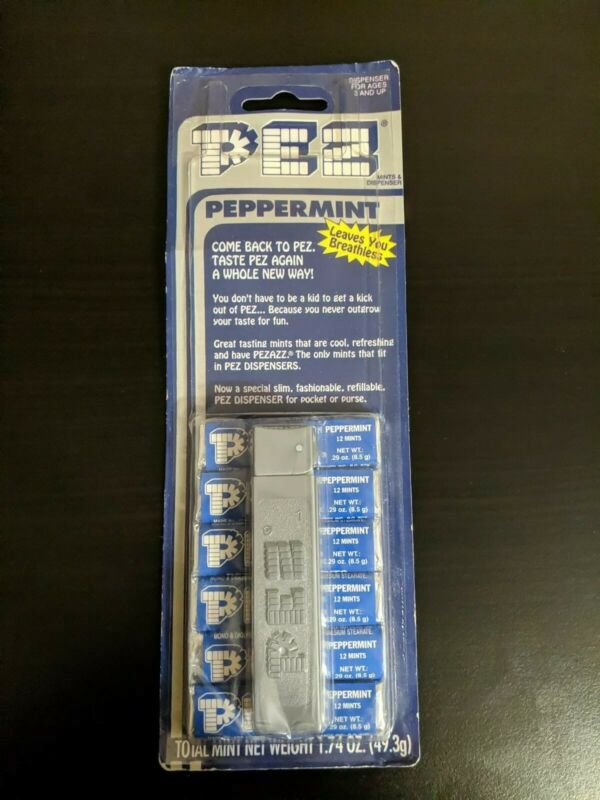 DISPENSER
FOR AGES
3 AND UP
PEZ®
MINTS &
DISPENSER
PEPPERMINT
Leaves You
Breathless
COME BACK TO PEZ.
TASTE PEZ AGAIN
A WHOLE NEW WAY!
You don't have to be a kid to get a kick
out of PEZ... Because you never outgrow
your taste for fun.
Great tasting mints that are cool, refreshing
and have PEZAZZ.® The only mints that fit
in PEZ DISPENSERS.
Now a special slim, fashionable, refillable,
PEZ DISPENSER for pocket or purse.
P
PEPPERMINT
12 MINTS
NET WT.:
.29 oz. (8.5 g)
P
PEPPERMINT
12 MINTS
NET WT.:
.29 oz. (8.5 g)
P
PEPPERMINT
12 MINTS
NET WT.:
.29 oz. (8.5 g)
STEARATE
P
PEPPERMINT
12 MINTS
NET WT.:
.29 oz. (8.5 g)
MONO & DIGL
STEARATE
P
PEPPERMINT
12 MINTS
NET WT.:
.29 oz. (8.5 g)
P
PEPPERMINT
12 MINTS
NET WT.:
.29 oz. (8.5 g)
1
PEZ®
TOTAL MINT NET WEIGHT 1.74 OZ. (49.3g)